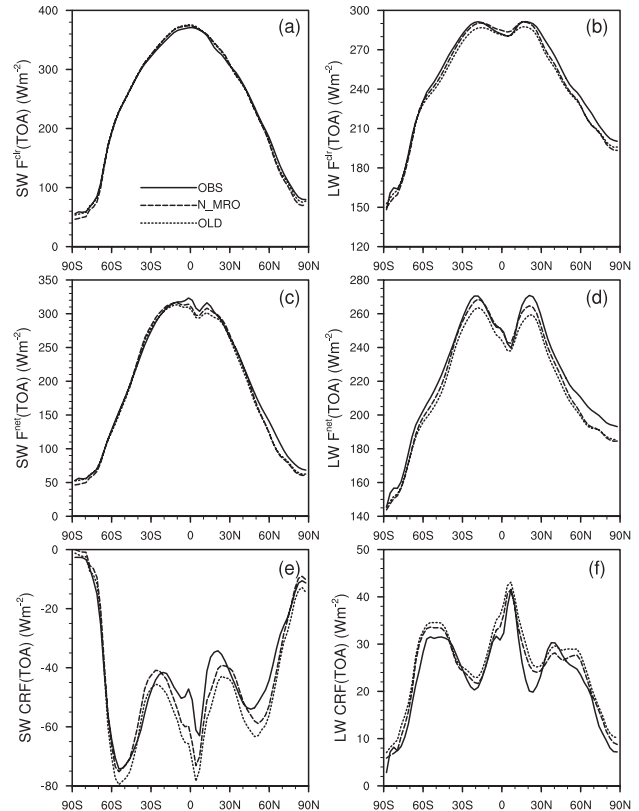 SW F^clr(TOA) (Wm^-2)
(a)
400
300
200
100
0
OBS
N_MRO
OLD
90S 60S 30S 0 30N 60N 90N
LW F^clr(TOA) (Wm^-2)
(b)
300
270
240
210
180
150
120
90S 60S 30S 0 30N 60N 90N
SW F^net(TOA) (Wm^-2)
(c)
350
300
250
200
150
100
50
0
90S 60S 30S 0 30N 60N 90N
LW F^net(TOA) (Wm^-2)
(d)
280
260
240
220
200
180
160
140
90S 60S 30S 0 30N 60N 90N
SW CRF(TOA) (Wm^-2)
(e)
0
-20
-40
-60
-80
90S 60S 30S 0 30N 60N 90N
LW CRF(TOA) (Wm^-2)
(f)
50
40
30
20
10
0
90S 60S 30S 0 30N 60N 90N